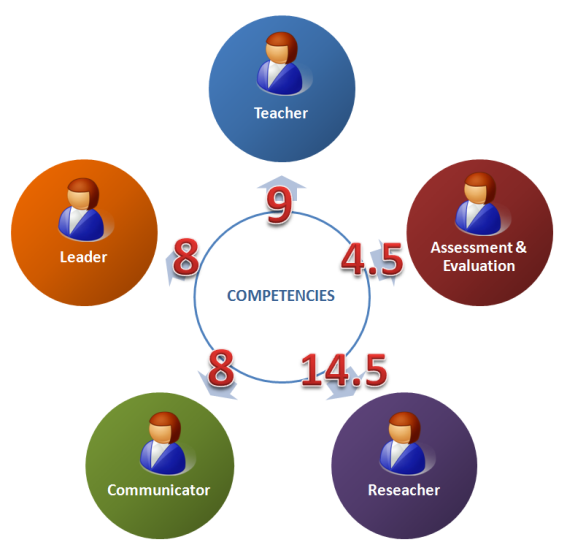 Teacher
9
Leader
8
4.5
Assessment &
Evaluation
COMPETENCIES
8
14.5
Communicator
Reseacher